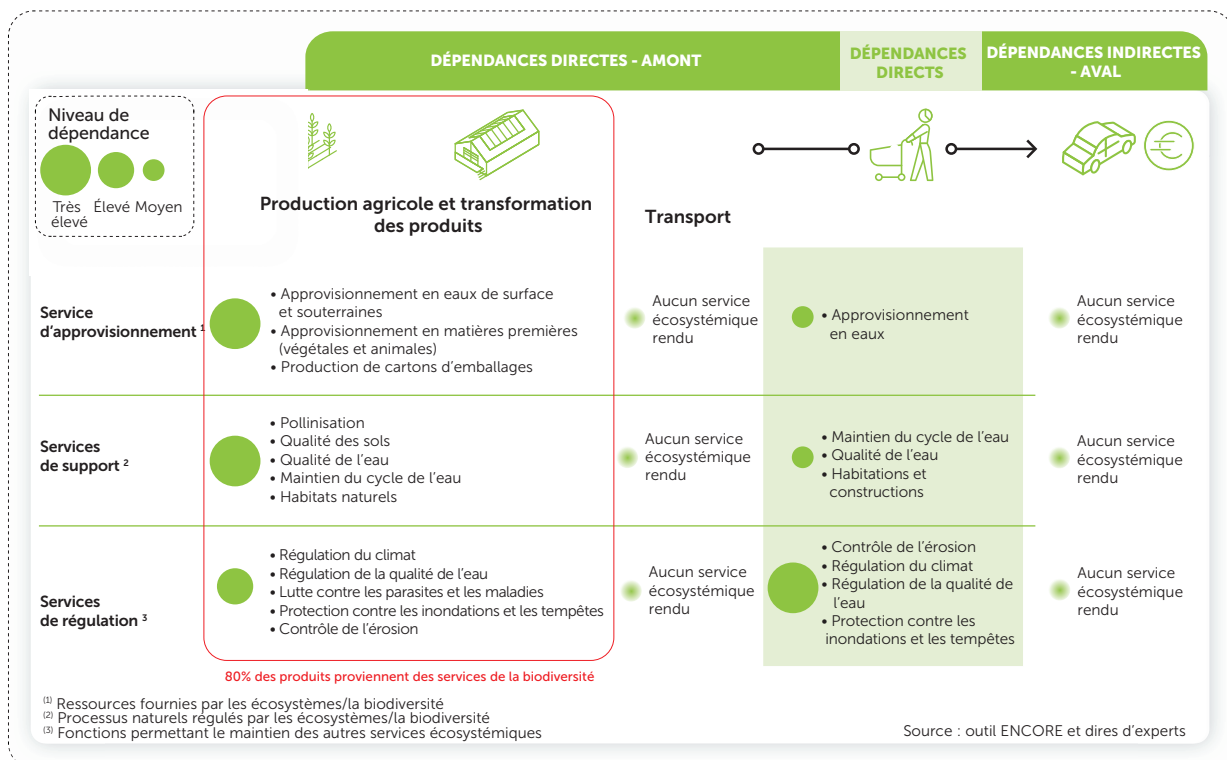 DÉPENDANCES DIRECTES - AMONT
DÉPENDANCES
DIRECTS
DÉPENDANCES INDIRECTES
- AVAL
Niveau de
dépendance
Très
élevé
Élevé
Moyen
Production agricole et transformation
des produits
Transport
Service
d'approvisionnement ¹
• Approvisionnement en eaux de surface
et souterraines
• Approvisionnement en matières premières
(végétales et animales)
• Production de cartons d'emballages
Aucun service
écosystémique
rendu
• Approvisionnement
en eaux
Aucun service
écosystémique
rendu
Services
de support ²
• Pollinisation
• Qualité des sols
• Qualité de l'eau
• Maintien du cycle de l'eau
• Habitats naturels
Aucun service
écosystémique
rendu
• Maintien du cycle de l'eau
• Qualité de l'eau
• Habitations et
constructions
Aucun service
écosystémique
rendu
Services
de régulation ³
• Régulation du climat
• Régulation de la qualité de l'eau
• Lutte contre les parasites et les maladies
• Protection contre les inondations et les tempêtes
• Contrôle de l'érosion
Aucun service
écosystémique
rendu
• Contrôle de l'érosion
• Régulation du climat
• Régulation de la qualité de
l'eau
• Protection contre les
inondations et les tempêtes
Aucun service
écosystémique
rendu
80% des produits proviennent des services de la biodiversité
(1) Ressources fournies par les écosystèmes/la biodiversité
(2) Processus naturels régulés par les écosystèmes/la biodiversité
(3) Fonctions permettant le maintien des autres services écosystémiques
Source : outil ENCORE et dires d'experts